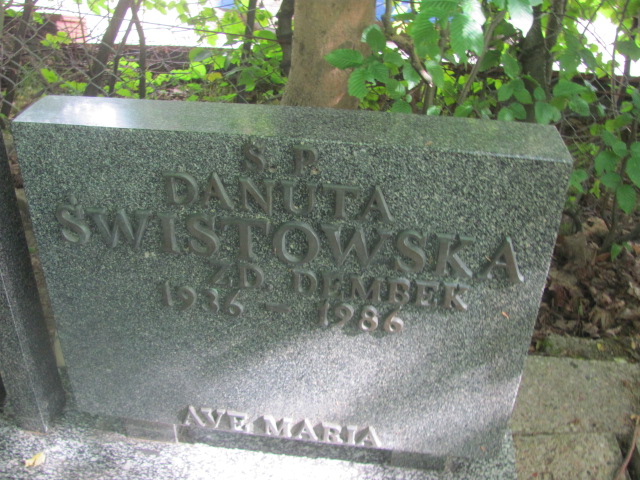 Ś. P.
DANUTA
ŚWISTOWSKA
ZD. DEMBEK
1936 - 1986
AVE MARIA